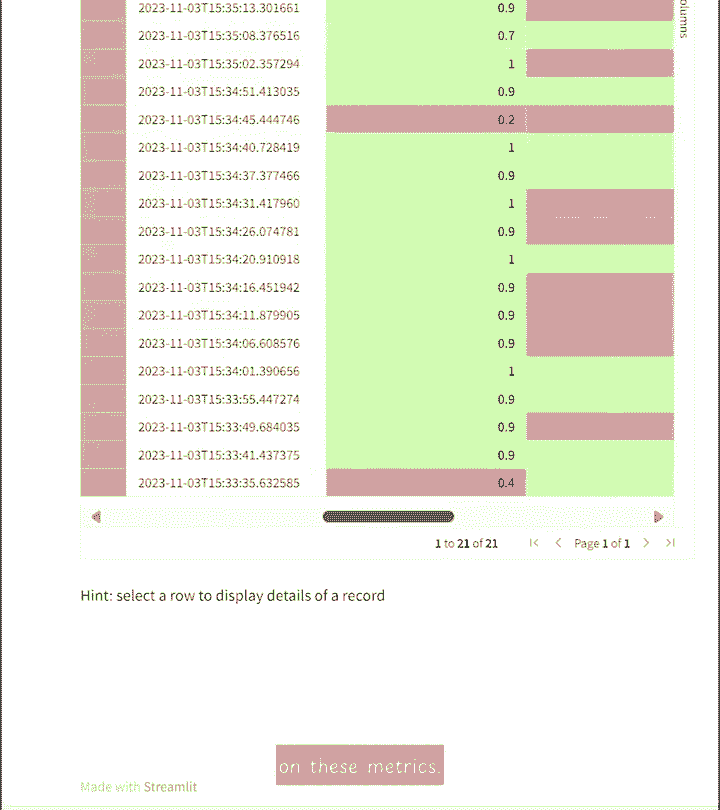 olumns
2023-11-03T15:35:13.301661 0.9
2023-11-03T15:35:08.376516 0.7
2023-11-03T15:35:02.357294 1
2023-11-03T15:34:51.413035 0.9
2023-11-03T15:34:45.444746 0.2
2023-11-03T15:34:40.728419 1
2023-11-03T15:34:37.377466 0.9
2023-11-03T15:34:31.417960 1
2023-11-03T15:34:26.074781 0.9
2023-11-03T15:34:20.910918 1
2023-11-03T15:34:16.451942 0.9
2023-11-03T15:34:11.879905 0.9
2023-11-03T15:34:06.608576 0.9
2023-11-03T15:34:01.390656 1
2023-11-03T15:33:55.447274 0.9
2023-11-03T15:33:49.684035 0.9
2023-11-03T15:33:41.437375 0.9
2023-11-03T15:33:35.632585 0.4
1 to 21 of 21 Page 1 of 1
Hint: select a row to display details of a record
on these metrics.
Made with Streamlit